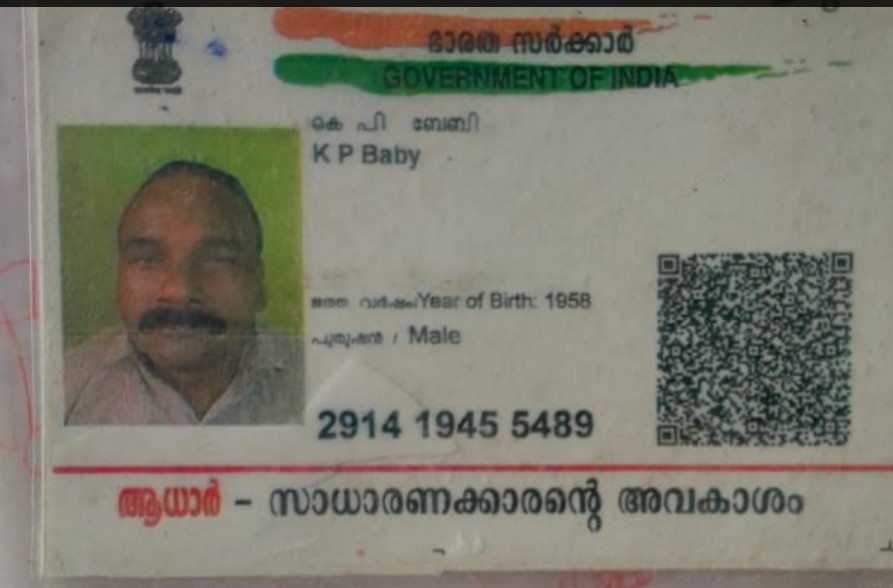 ഭാരത സർക്കാർ
GOVERNMENT OF INDIA
കെ പി ബേബി
K P Baby
ജനന വർഷം/Year of Birth: 1958
പുരുഷൻ / Male
2914 1945 5489
ആധാർ - സാധാരണക്കാരന്റെ അവകാശം